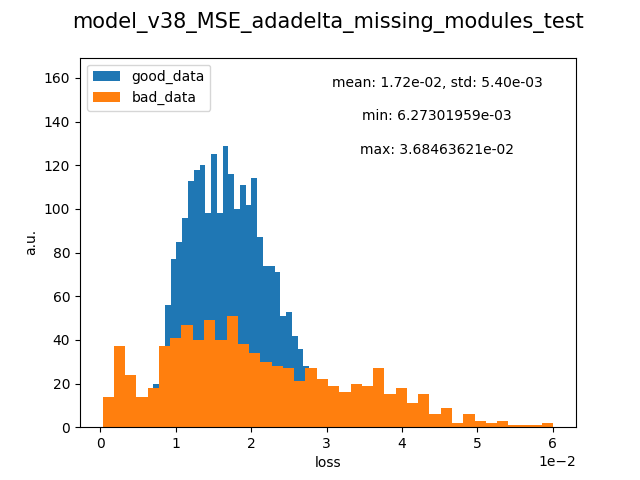 model_v38_MSE_adadelta_missing_modules_test
good_data
bad_data
mean: 1.72e-02, std: 5.40e-03
min: 6.27301959e-03
max: 3.68463621e-02
160
140
120
100
80
60
40
20
0
a.u.
0 1 2 3 4 5 6
1e−2
loss